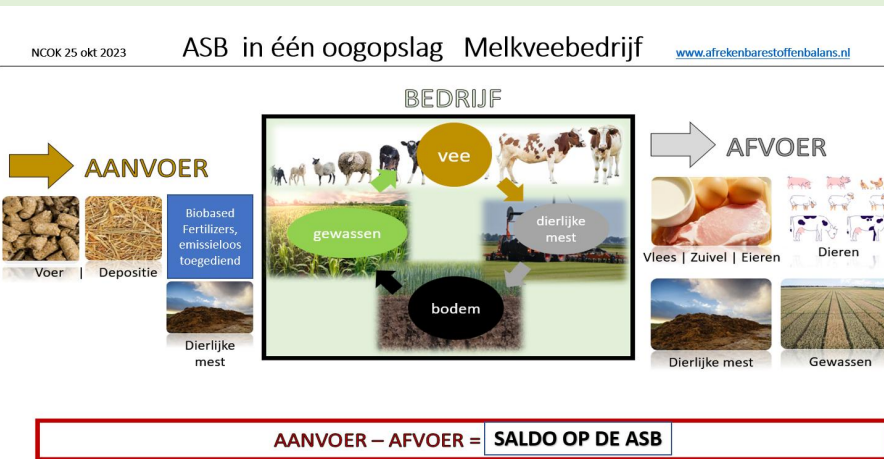 NCOK 25 okt 2023
ASB in één oogopslag Melkveebedrijf
www.afrekenbarestoffenbalans.nl
BEDRIJF
AANVOER
Voer | Depositie
Biobased
Fertilizers,
emissieloos
toegediend
Dierlijke
mest
vee
gewassen
dierlijke
mest
bodem
AFVOER
Vlees | Zuivel | Eieren
Dieren
Dierlijke mest
Gewassen
AANVOER – AFVOER = SALDO OP DE ASB